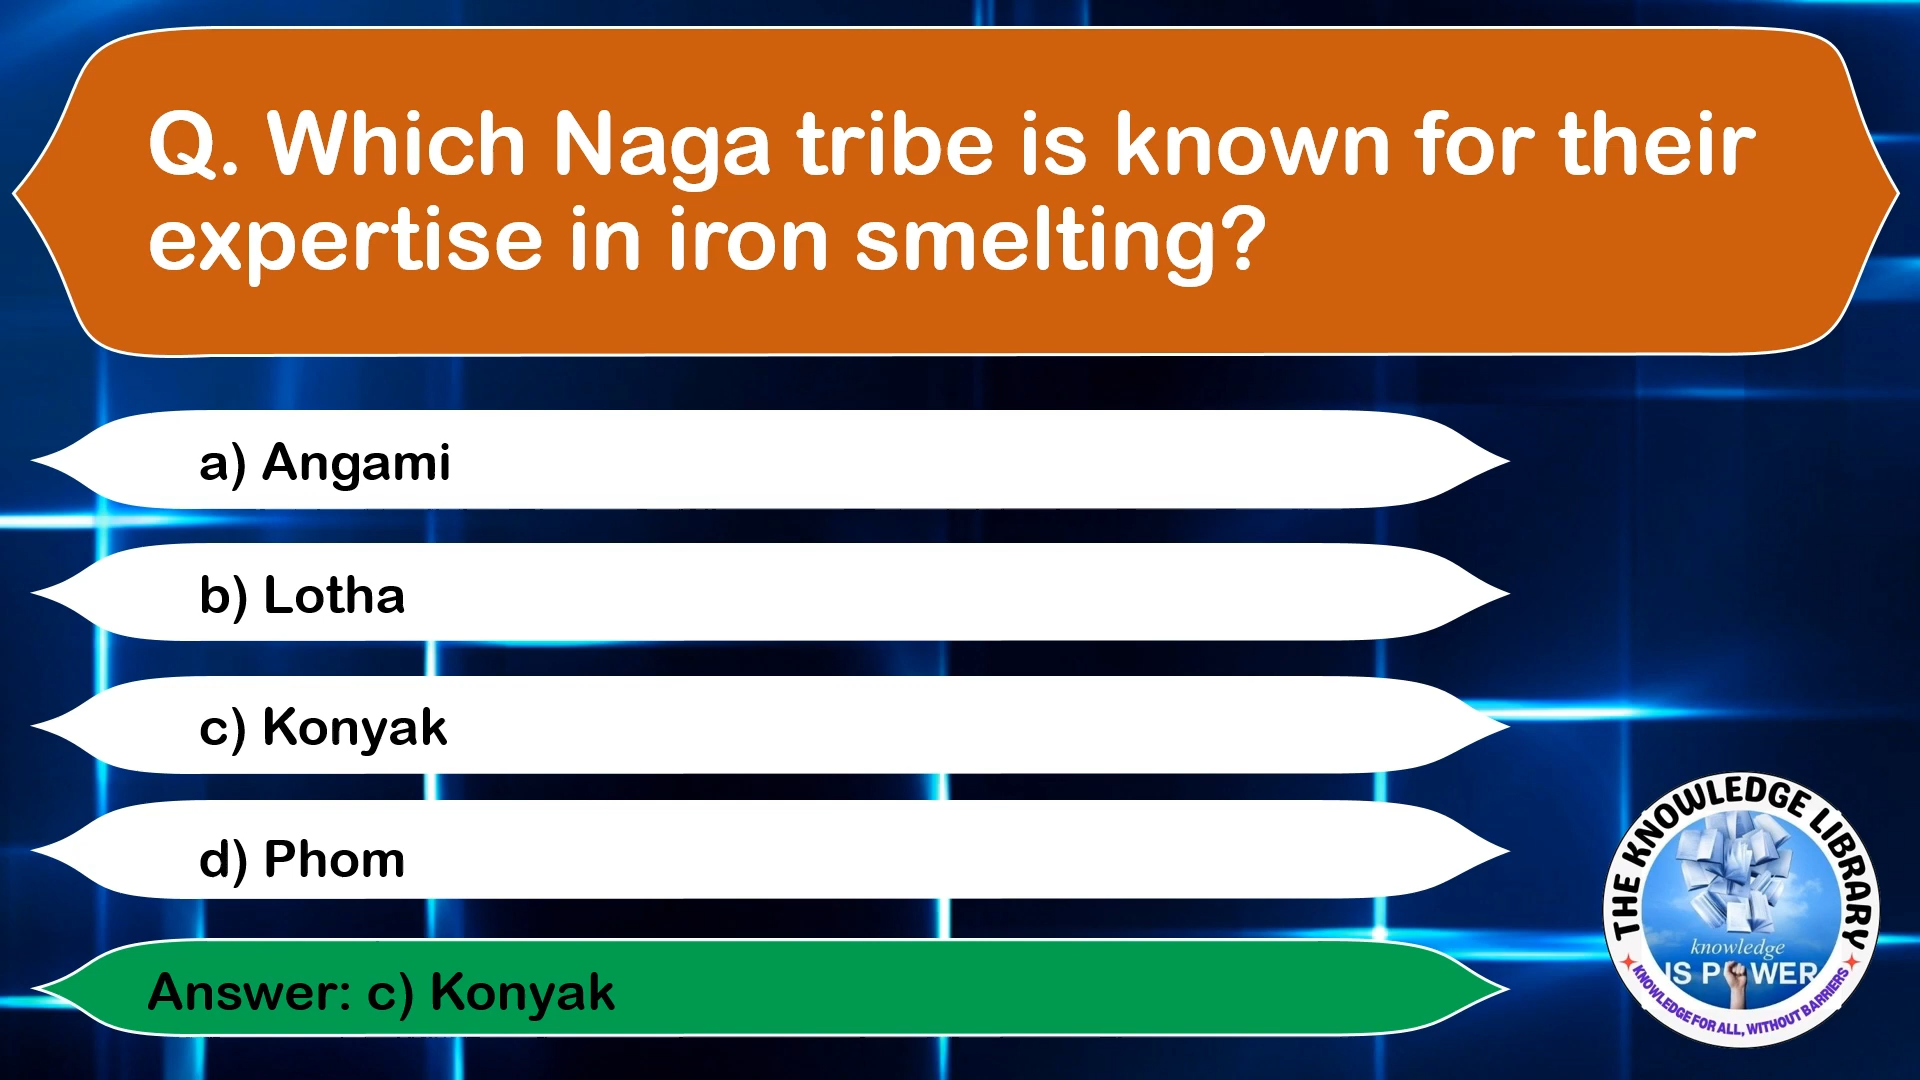 Q. Which Naga tribe is known for their
expertise in iron smelting?
a) Angami
b) Lotha
c) Konyak
d) Phom
Answer: c) Konyak
THE KNOWLEDGE LIBRARY
knowledge
IS POWER
KNOWLEDGE FOR ALL, WITHOUT BARRIERS